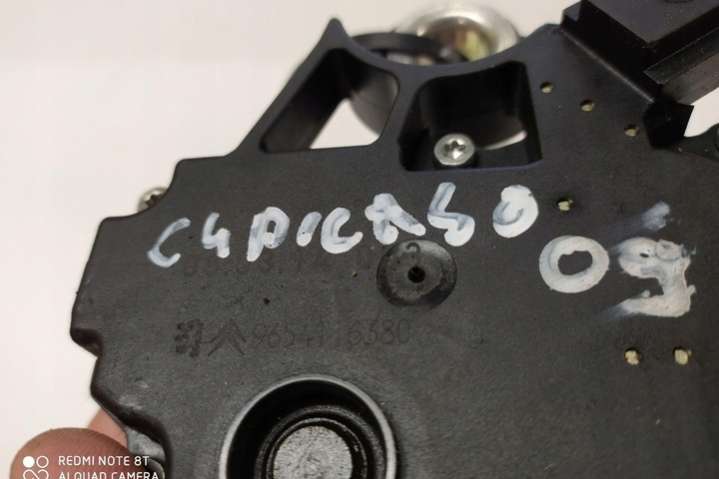 C4 PICASSO
09
9654116380
REDMI NOTE 8T
AI QUAD CAMERA